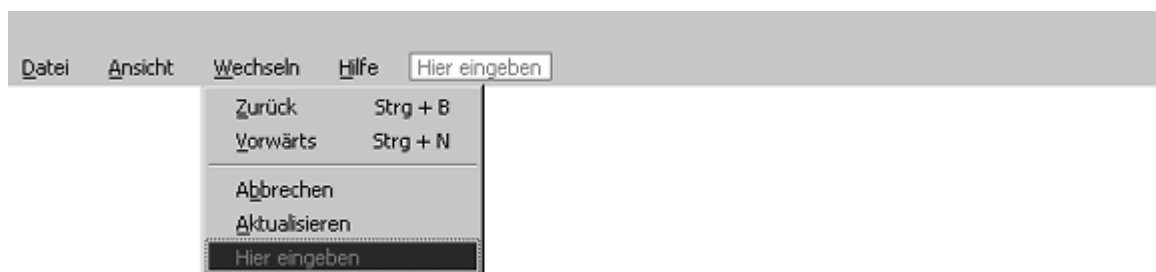 Datei Ansicht Wechseln Hilfe Hier eingeben
Zurück Strg + B
Vorwärts Strg + N
Abbrechen
Aktualisieren
Hier eingeben